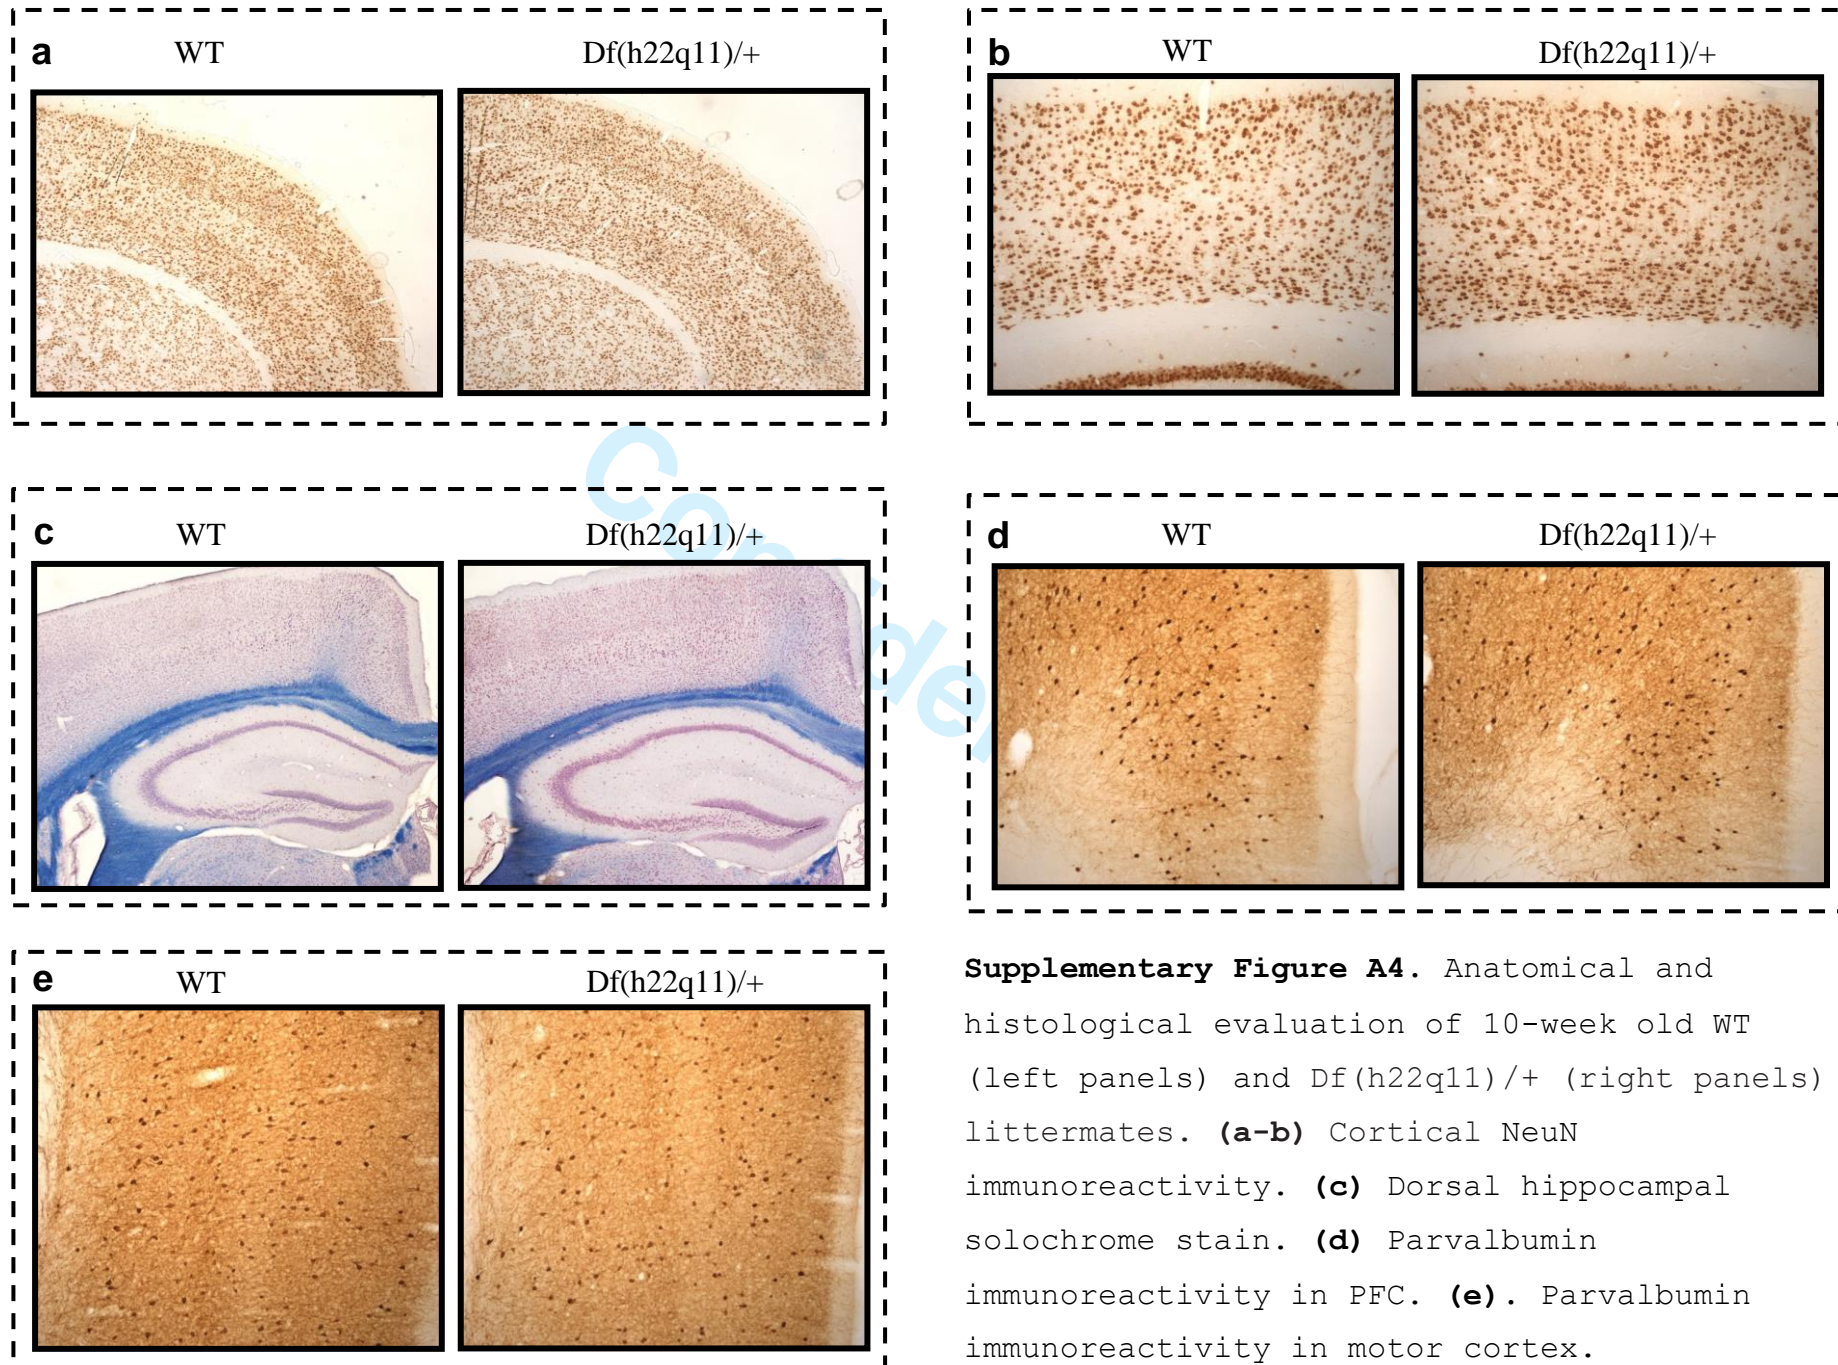 a
WT
Df(h22q11)/+
b
WT
Df(h22q11)/+
c
WT
Df(h22q11)/+
d
WT
Df(h22q11)/+
e
WT
Df(h22q11)/+
Supplementary Figure A4. Anatomical and
histological evaluation of 10-week old WT
(left panels) and Df(h22q11)/+ (right panels)
littermates. (a-b) Cortical NeuN
immunoreactivity. (c) Dorsal hippocampal
solochrome stain. (d) Parvalbumin
immunoreactivity in PFC. (e). Parvalbumin
immunoreactivity in motor cortex.